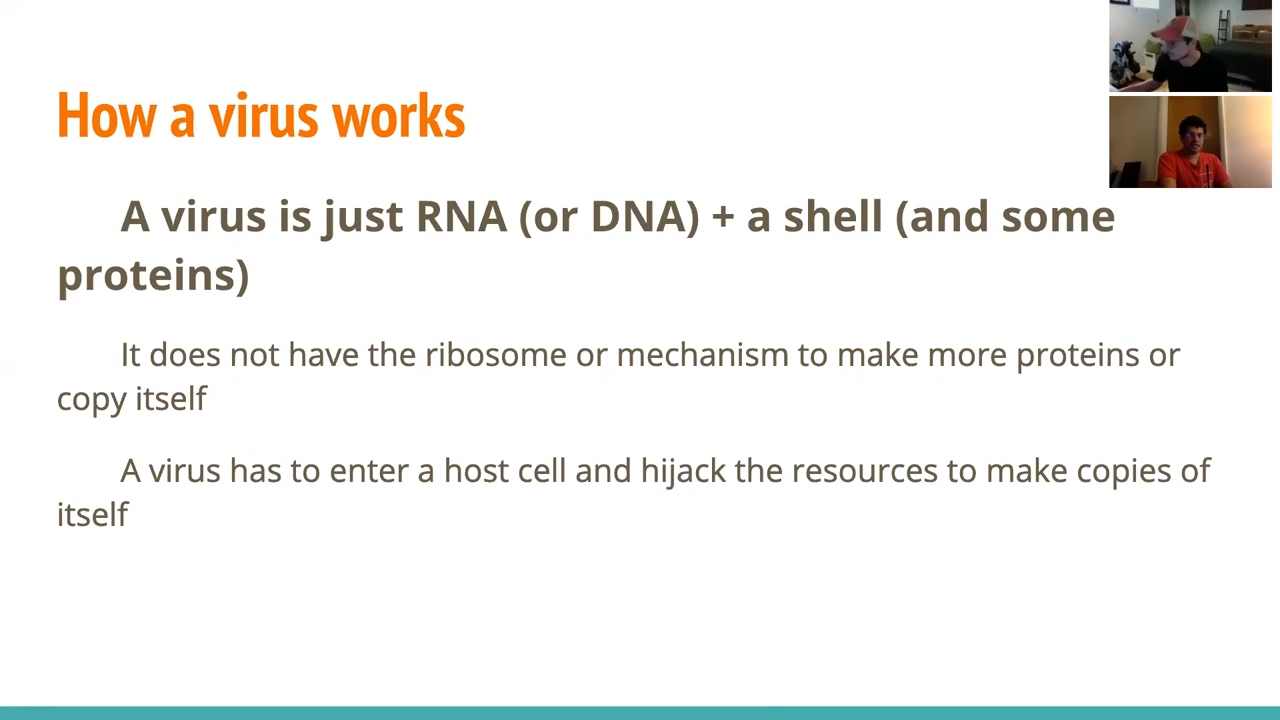 How a virus works
A virus is just RNA (or DNA) + a shell (and some
proteins)
It does not have the ribosome or mechanism to make more proteins or
copy itself
A virus has to enter a host cell and hijack the resources to make copies of
itself